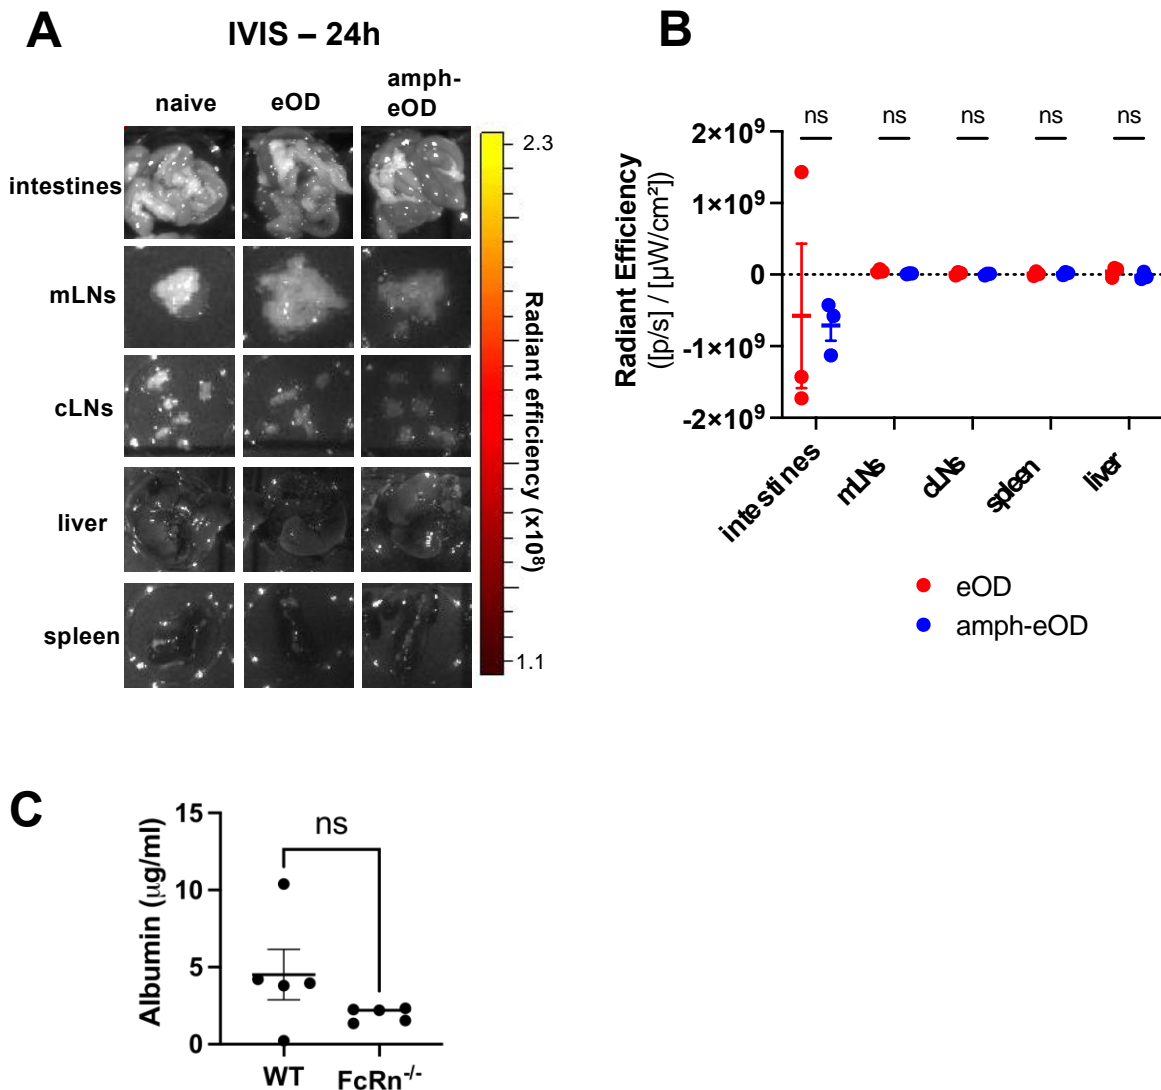 A
IVIS – 24h
naive
eOD
amph-
eOD
intestines
mLNs
cLNs
liver
spleen
2.3
1.1
Radiant efficiency (x10⁸)
B
ns
ns
ns
ns
ns
Radiant Efficiency
([p/s] / [µW/cm²]
2×10⁹
1×10⁹
0
-1×10⁹
-2×10⁹
intestines
mLNs
cLNs
spleen
liver
eOD
amph-eOD
C
ns
Albumin (µg/ml)
15
10
5
0
WT
FcRn⁻/⁻